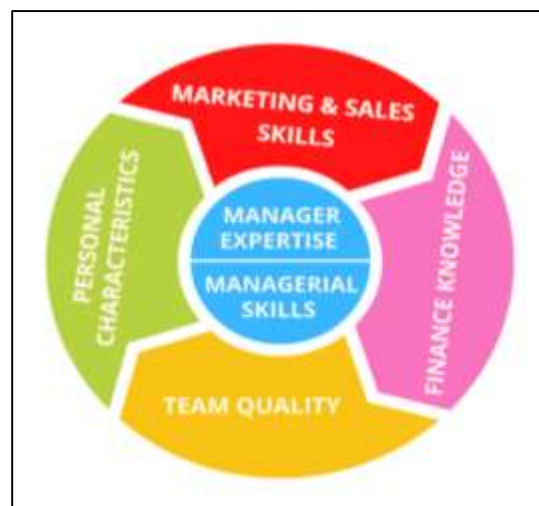 MARKETING & SALES
SKILLS
PERSONAL
CHARACTERISTICS
MANAGER
EXPERTISE
MANAGERIAL
SKILLS
FINANCE KNOWLEDGE
TEAM QUALITY